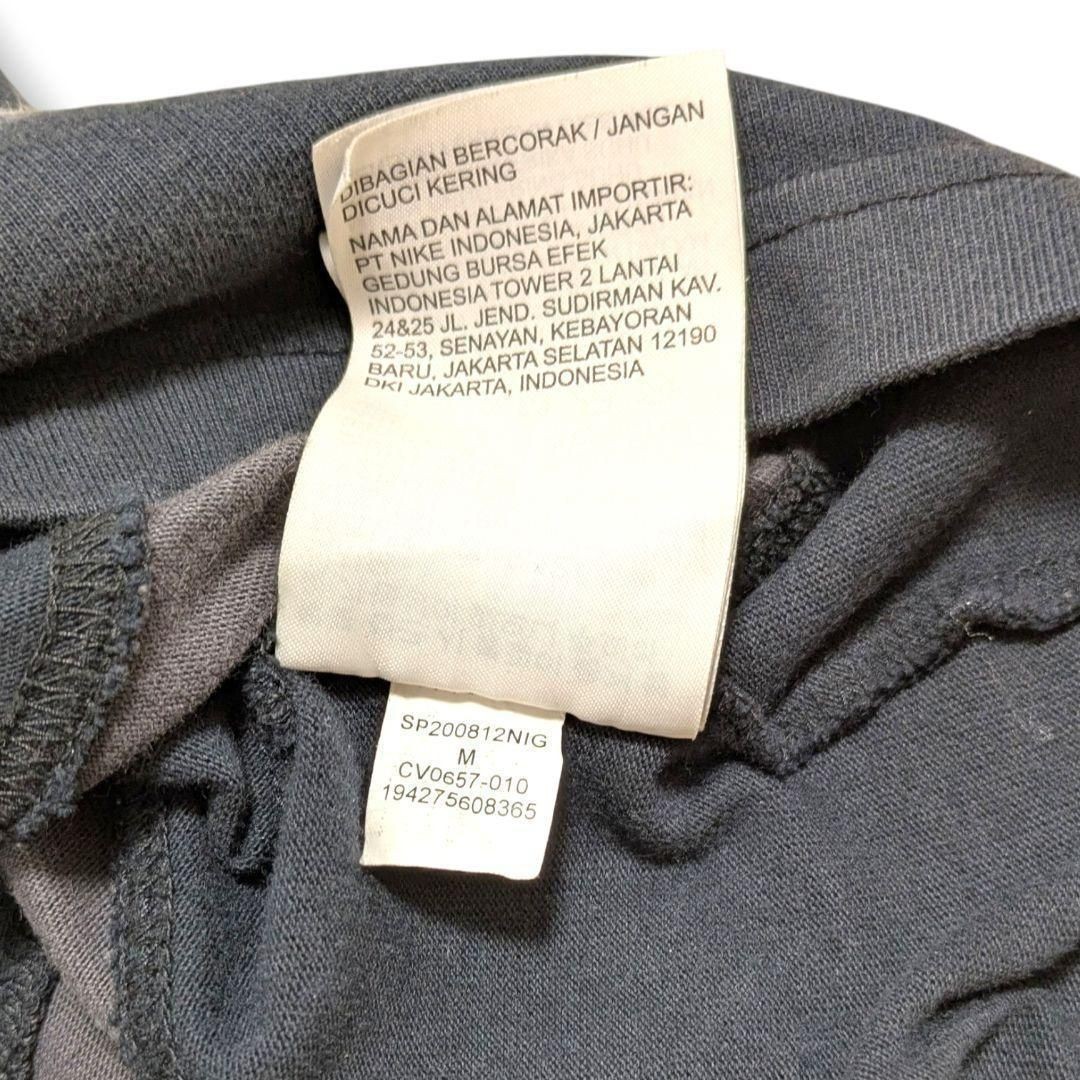 DIBAGIAN BERCORAK / JANGAN
DICUCI KERING
NAMA DAN ALAMAT IMPORTIR:
PT NIKE INDONESIA, JAKARTA
GEDUNG BURSA EFEK
INDONESIA TOWER 2 LANTAI
24&25 JL. JEND. SUDIRMAN KAV.
52-53, SENAYAN, KEBAYORAN
BARU, JAKARTA SELATAN 12190
DKI JAKARTA, INDONESIA
SP200812NIG
M
CV0657-010
194275608365